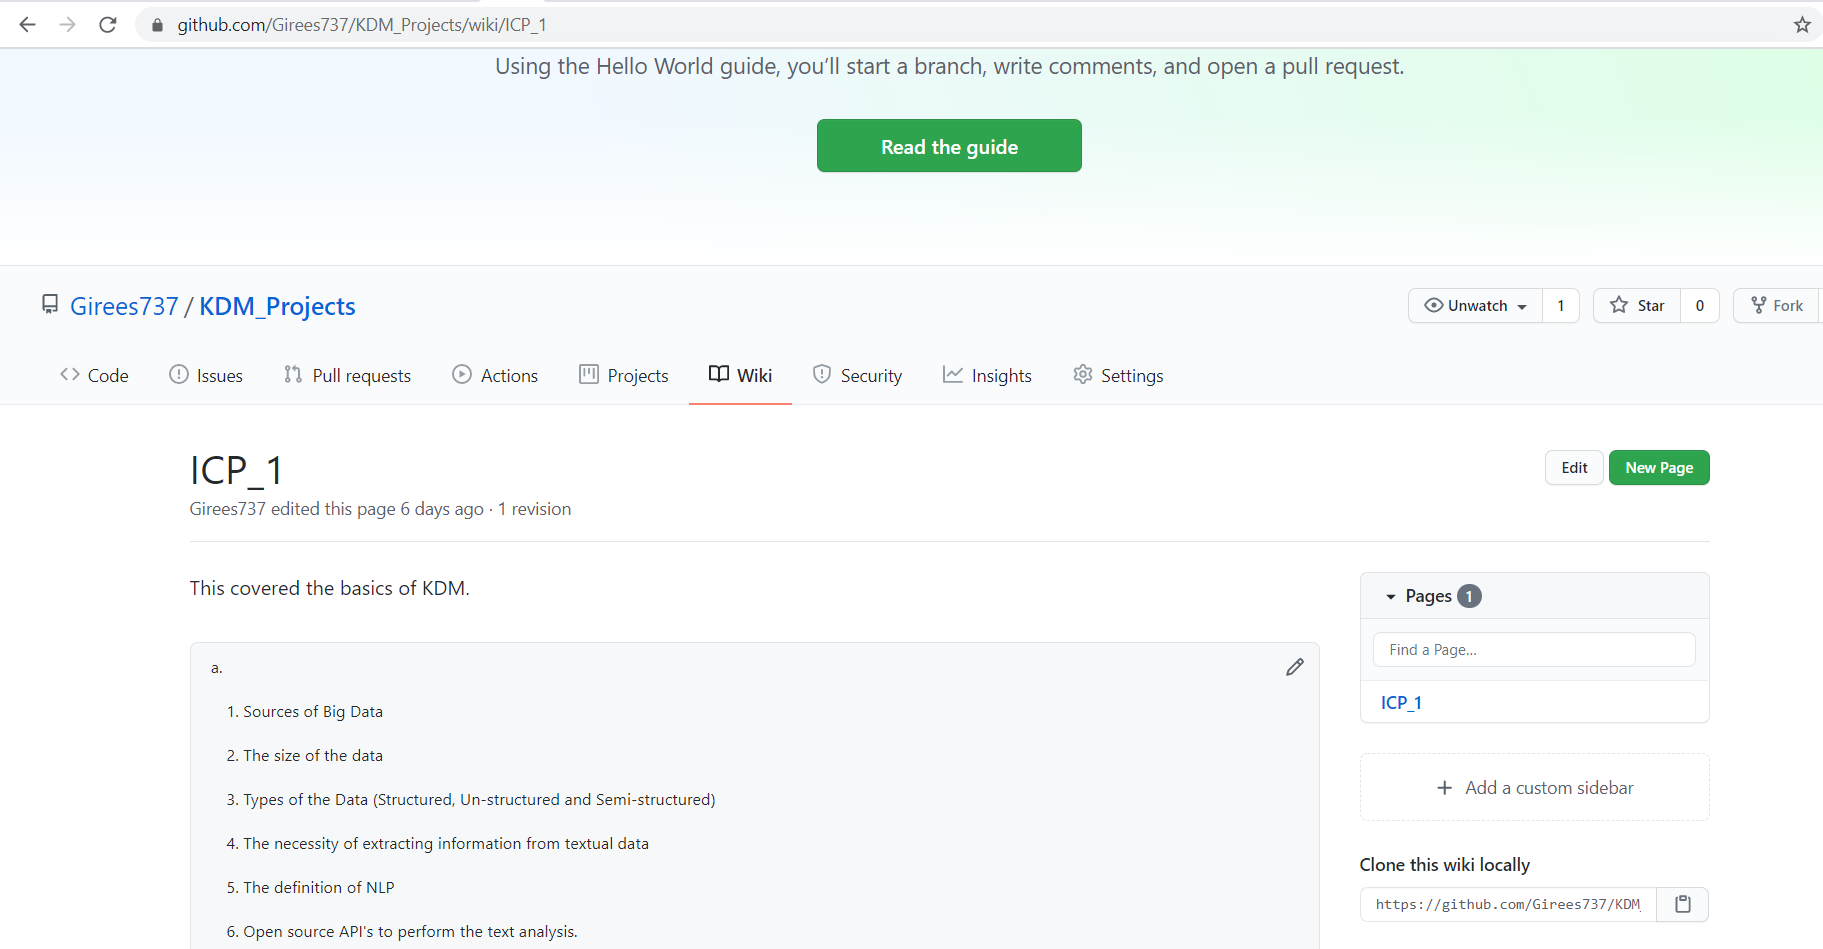 github.com/Girees737/KDM_Projects/wiki/ICP_1
Using the Hello World guide, you’ll start a branch, write comments, and open a pull request.
Read the guide
Girees737 / KDM_Projects
Unwatch 1 Star 0 Fork
Code Issues Pull requests Actions Projects Wiki Security Insights Settings
ICP_1
Edit New Page
Girees737 edited this page 6 days ago · 1 revision
This covered the basics of KDM.
a.
1. Sources of Big Data
2. The size of the data
3. Types of the Data (Structured, Un-structured and Semi-structured)
4. The necessity of extracting information from textual data
5. The definition of NLP
6. Open source API's to perform the text analysis.
Pages 1
Find a Page...
ICP_1
+ Add a custom sidebar
Clone this wiki locally
https://github.com/Girees737/KDM_